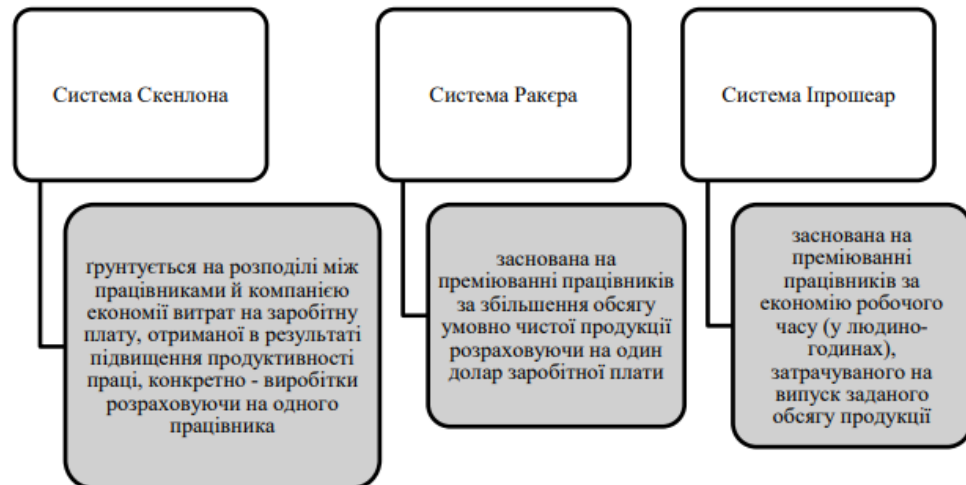 Система Скенлона
ґрунтується на розподілі між
працівниками й компанією
економії витрат на заробітну
плату, отриманої в результаті
підвищення продуктивності
праці, конкретно - виробітки
розраховуючи на одного
працівника
Система Ракєра
заснована на
преміюванні працівників
за збільшення обсягу
умовно чистої продукції
розраховуючи на один
долар заробітної плати
Система Іпрошеар
заснована на
преміюванні
працівників за
економію робочого
часу (у людино-
годинах),
затрачуваного на
випуск заданого
обсягу продукції